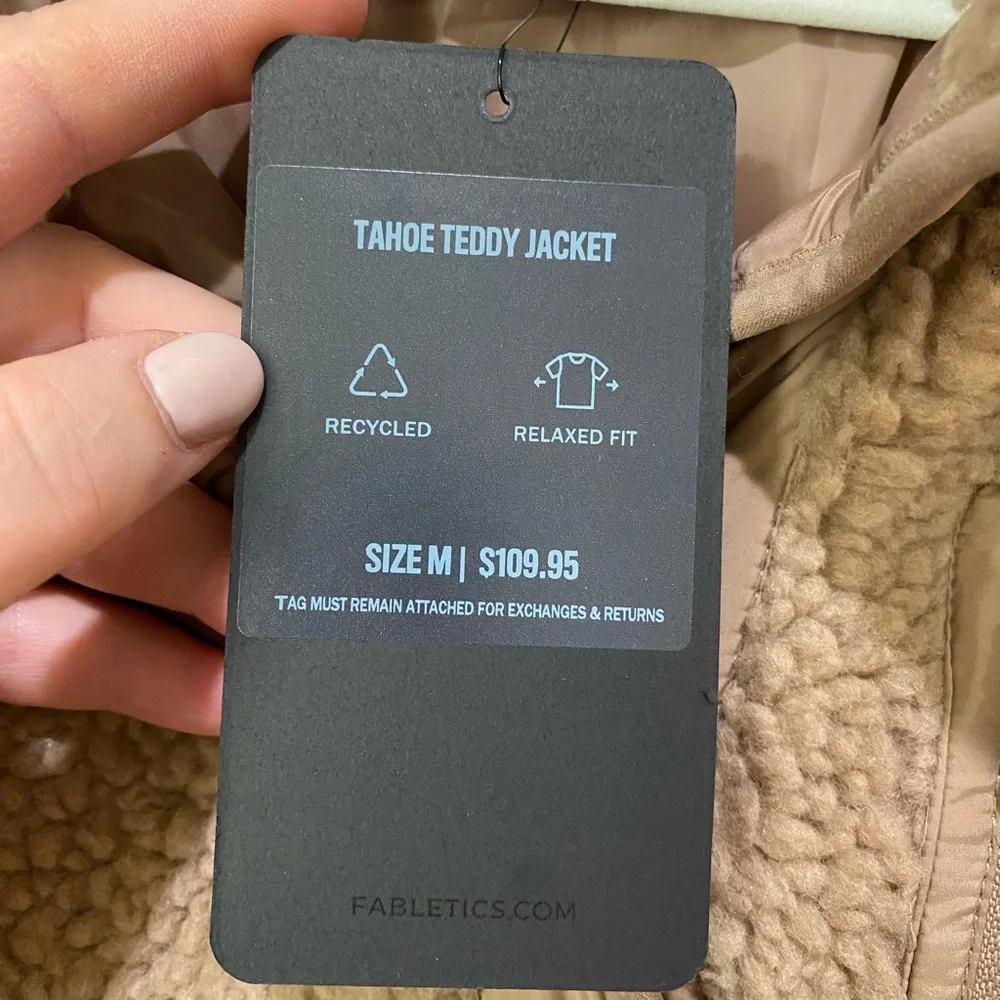 TAHOE TEDDY JACKET
RECYCLED
RELAXED FIT
SIZE M | $109.95
TAG MUST REMAIN ATTACHED FOR EXCHANGES & RETURNS
FABLETICS.COM